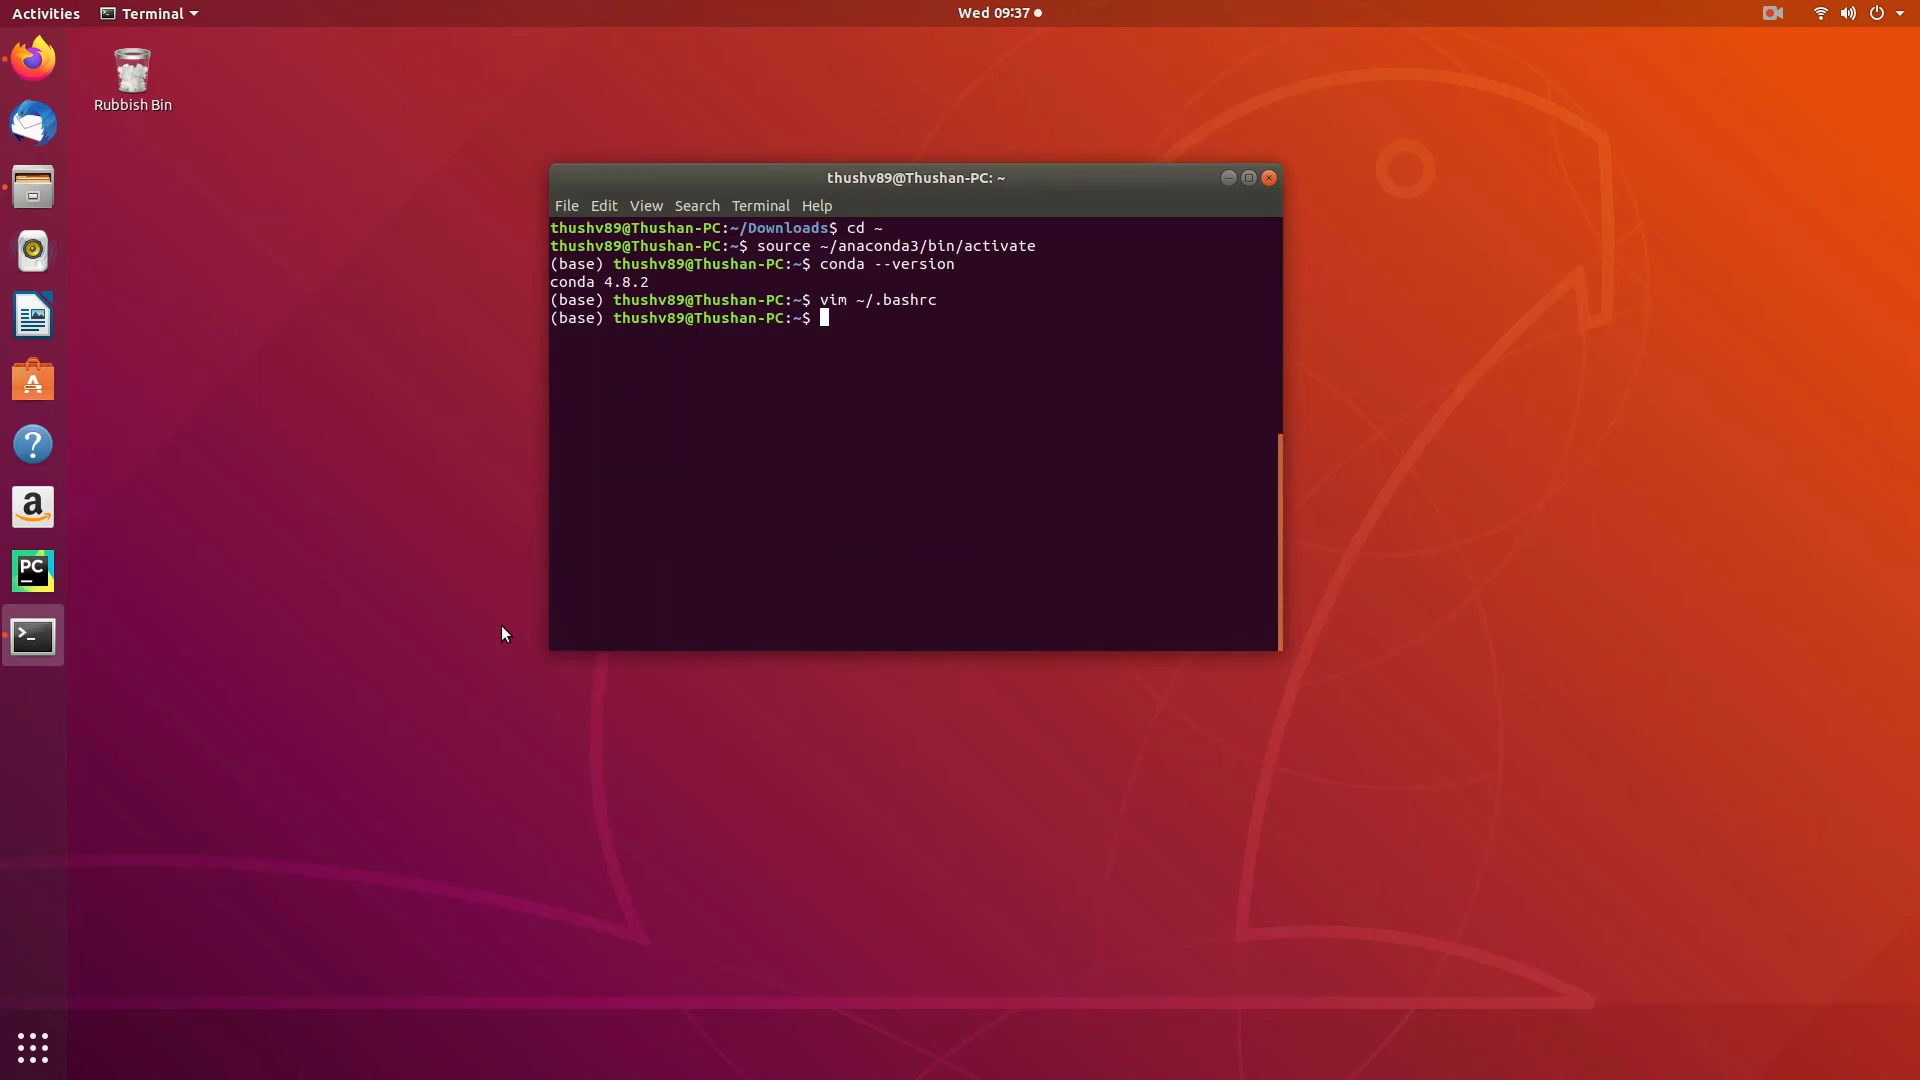 Activities
Terminal
Wed 09:37
Rubbish Bin
thushv89@Thushan-PC: ~
File Edit View Search Terminal Help
thushv89@Thushan-PC:~/Downloads$ cd ~
thushv89@Thushan-PC:~$ source ~/anaconda3/bin/activate
(base) thushv89@Thushan-PC:~$ conda --version
conda 4.8.2
(base) thushv89@Thushan-PC:~$ vim ~/.bashrc
(base) thushv89@Thushan-PC:~$
A
?
a
PC
>_